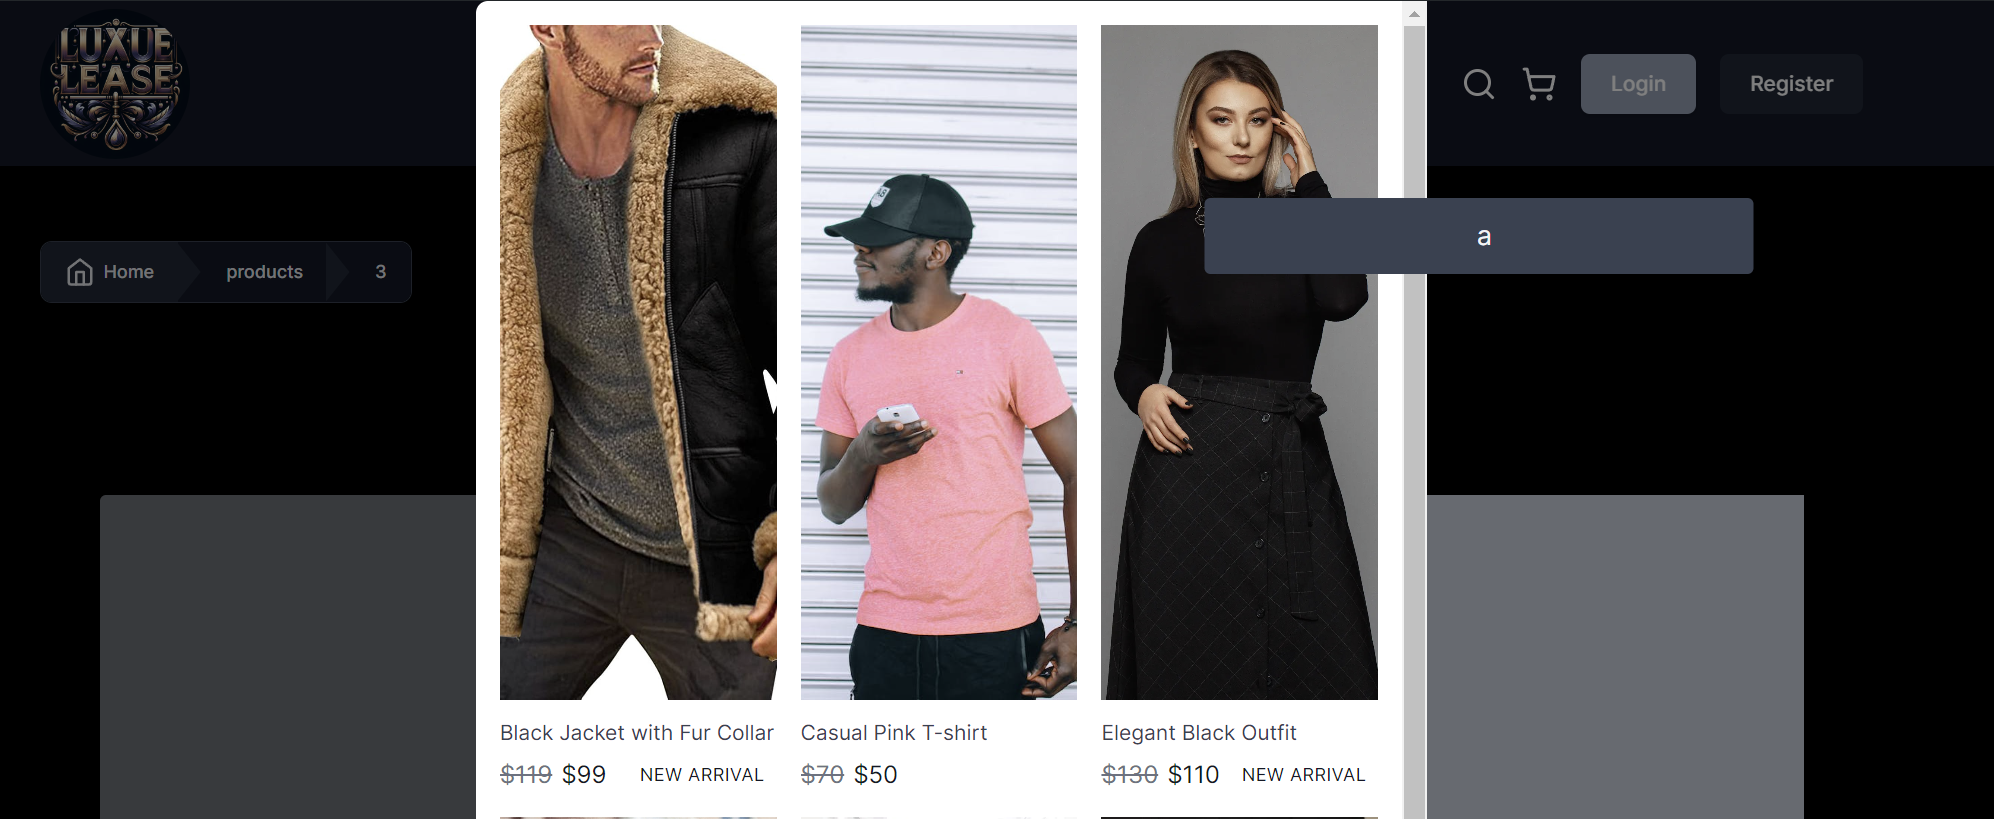 LUXUE
LEASE
Login
Register
Home
products
3
a
Black Jacket with Fur Collar
$119 $99 NEW ARRIVAL
Casual Pink T-shirt
$70 $50
Elegant Black Outfit
$130 $110 NEW ARRIVAL